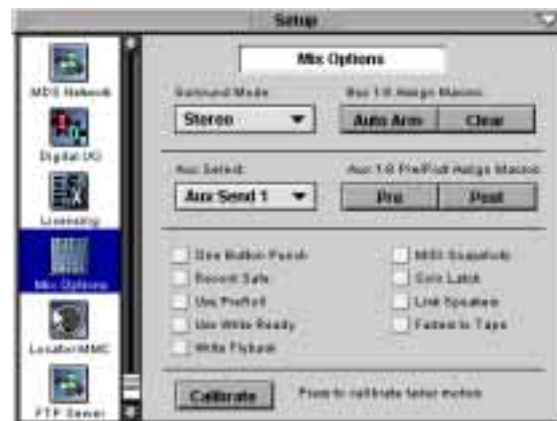 Setup
MDS Network
Digital I/O
Licensing
Mix Options
Locator/MMC
FTP Server
Mix Options
Surround Mode
Bus 1-8 Assign Macros
Stereo
Auto Arm
Clear
Aux Select
Aux 1-8 Pre/Post Assign Macros
Aux Send 1
Pre
Post
One Button Punch
MIDI Snapshots
Record Safe
Solo Latch
Use PreRoll
Link Speakers
Use Write Ready
Faders to Tape
Write Flyback
Calibrate
Press to calibrate fader motors